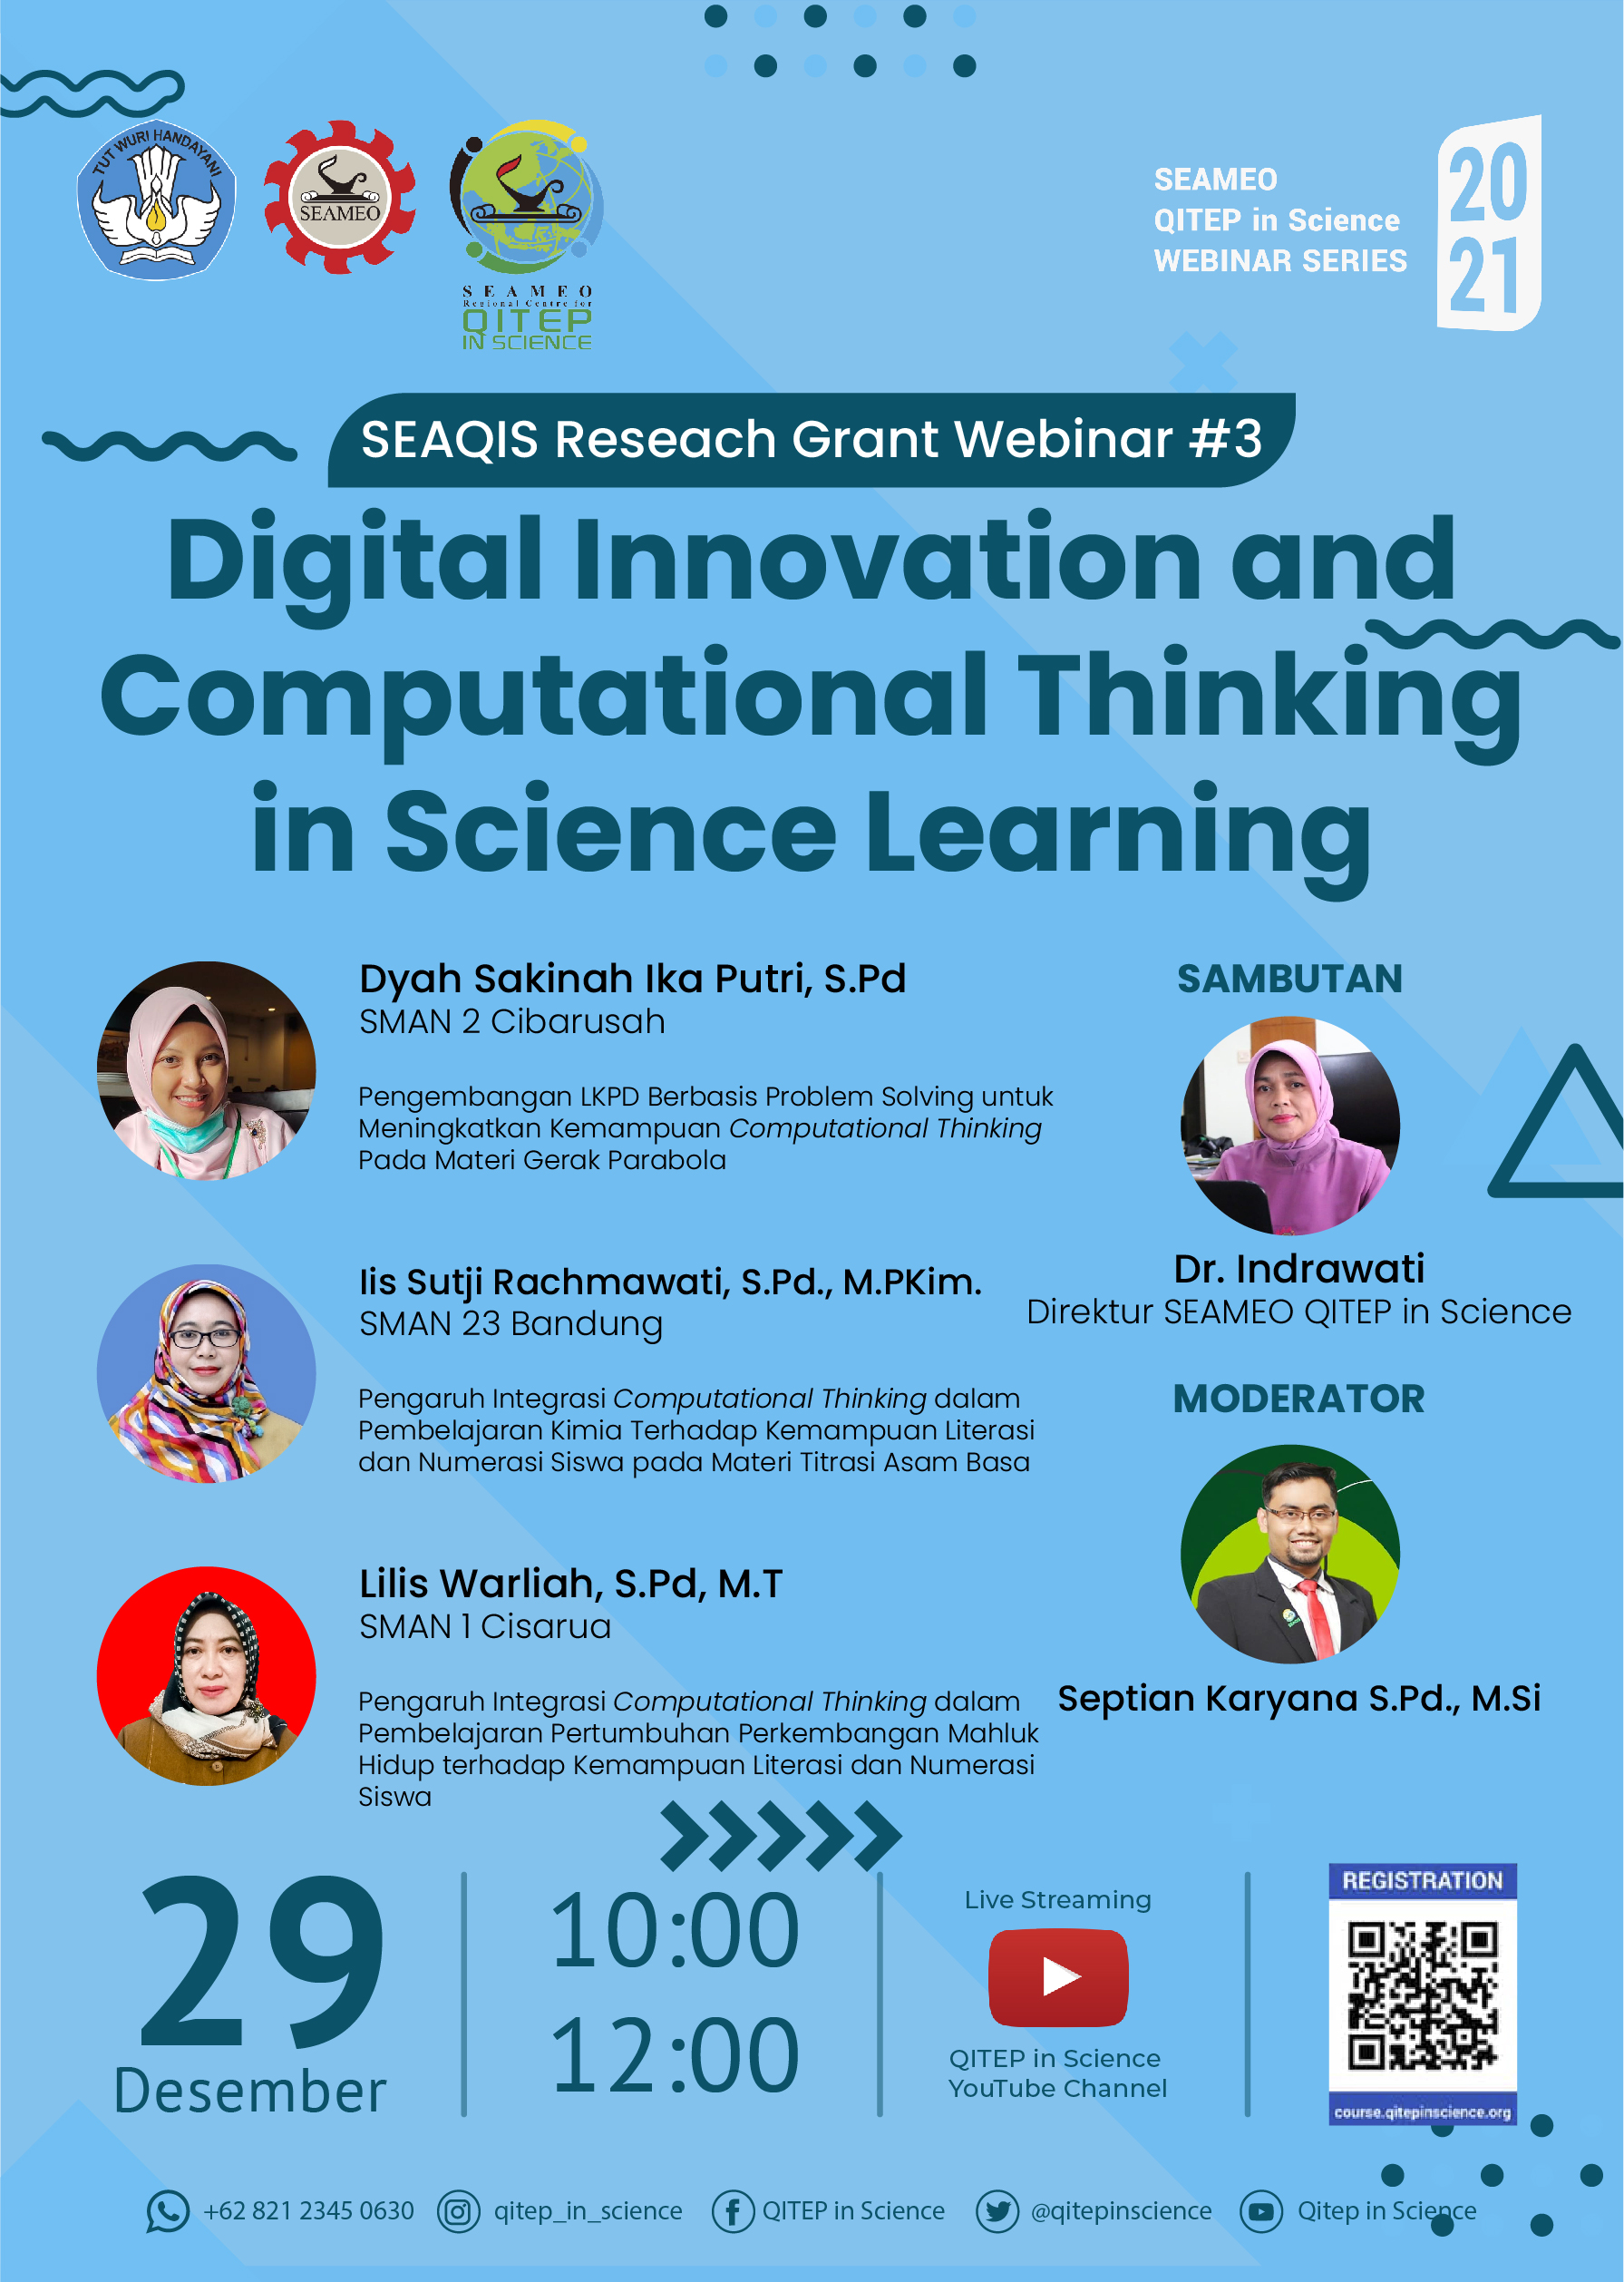 TUT WURI HANDAYANI
SEAMEO
SEAMEO
Regional Centre for
QITEP
IN SCIENCE
SEAMEO
QITEP in Science
WEBINAR SERIES
20
21
SEAQIS Reseach Grant Webinar #3
Digital Innovation and
Computational Thinking
in Science Learning
Dyah Sakinah Ika Putri, S.Pd
SMAN 2 Cibarusah
Pengembangan LKPD Berbasis Problem Solving untuk
Meningkatkan Kemampuan Computational Thinking
Pada Materi Gerak Parabola
Iis Sutji Rachmawati, S.Pd., M.PKim.
SMAN 23 Bandung
Pengaruh Integrasi Computational Thinking dalam
Pembelajaran Kimia Terhadap Kemampuan Literasi
dan Numerasi Siswa pada Materi Titrasi Asam Basa
Lilis Warliah, S.Pd, M.T
SMAN 1 Cisarua
Pengaruh Integrasi Computational Thinking dalam
Pembelajaran Pertumbuhan Perkembangan Mahluk
Hidup terhadap Kemampuan Literasi dan Numerasi
Siswa
SAMBUTAN
Dr. Indrawati
Direktur SEAMEO QITEP in Science
MODERATOR
Septian Karyana S.Pd., M.Si
29
Desember
10:00
12:00
Live Streaming
QITEP in Science
YouTube Channel
REGISTRATION
course.qitepinscience.org
+62 821 2345 0630
qitep_in_science
QITEP in Science
@qitepinscience
Qitep in Science